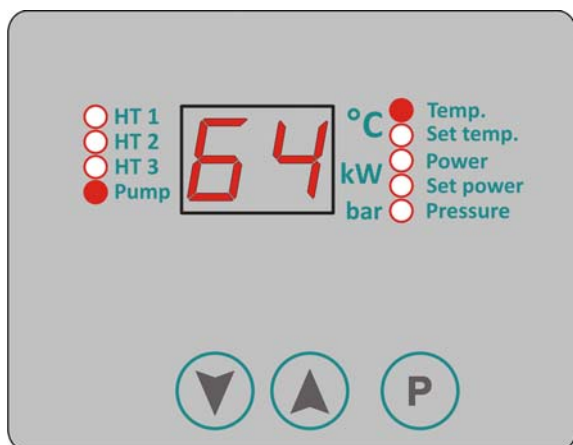 HT 1
HT 2
HT 3
Pump
64
°C
kW
bar
Temp.
Set temp.
Power
Set power
Pressure
P